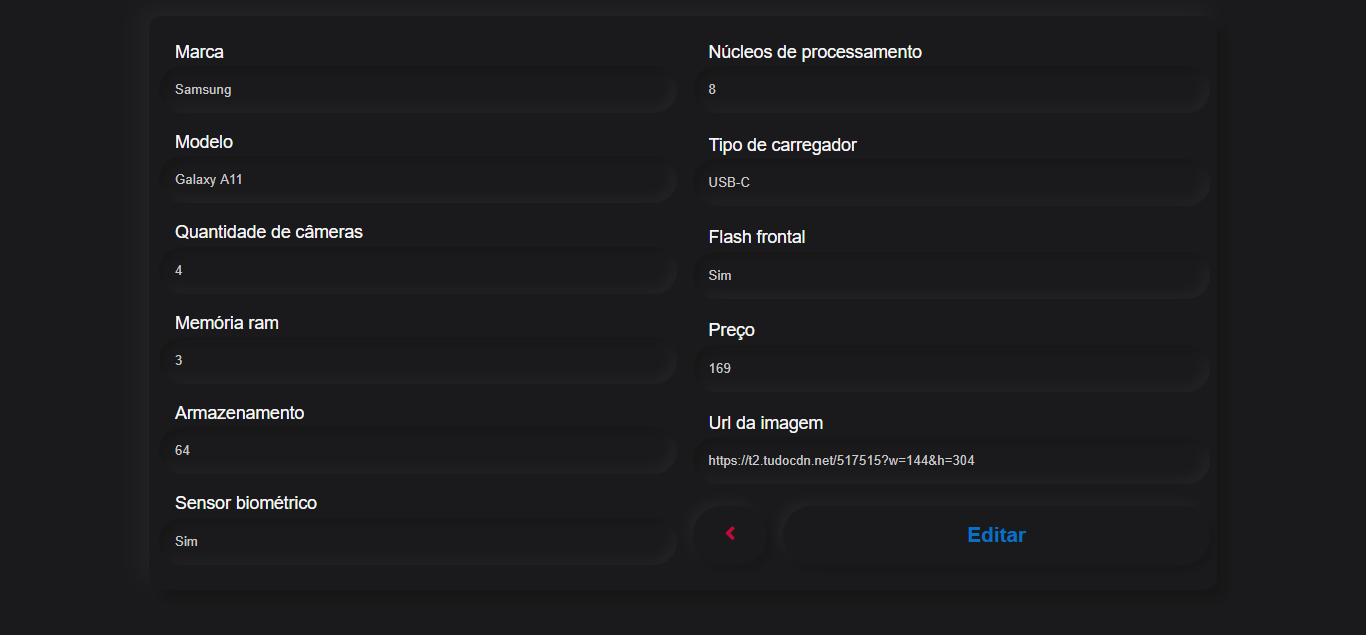 Marca
Samsung
Modelo
Galaxy A11
Quantidade de câmeras
4
Memória ram
3
Armazenamento
64
Sensor biométrico
Sim
Núcleos de processamento
8
Tipo de carregador
USB-C
Flash frontal
Sim
Preço
169
Url da imagem
https://t2.tudocdn.net/517515?w=144&h=304
Editar